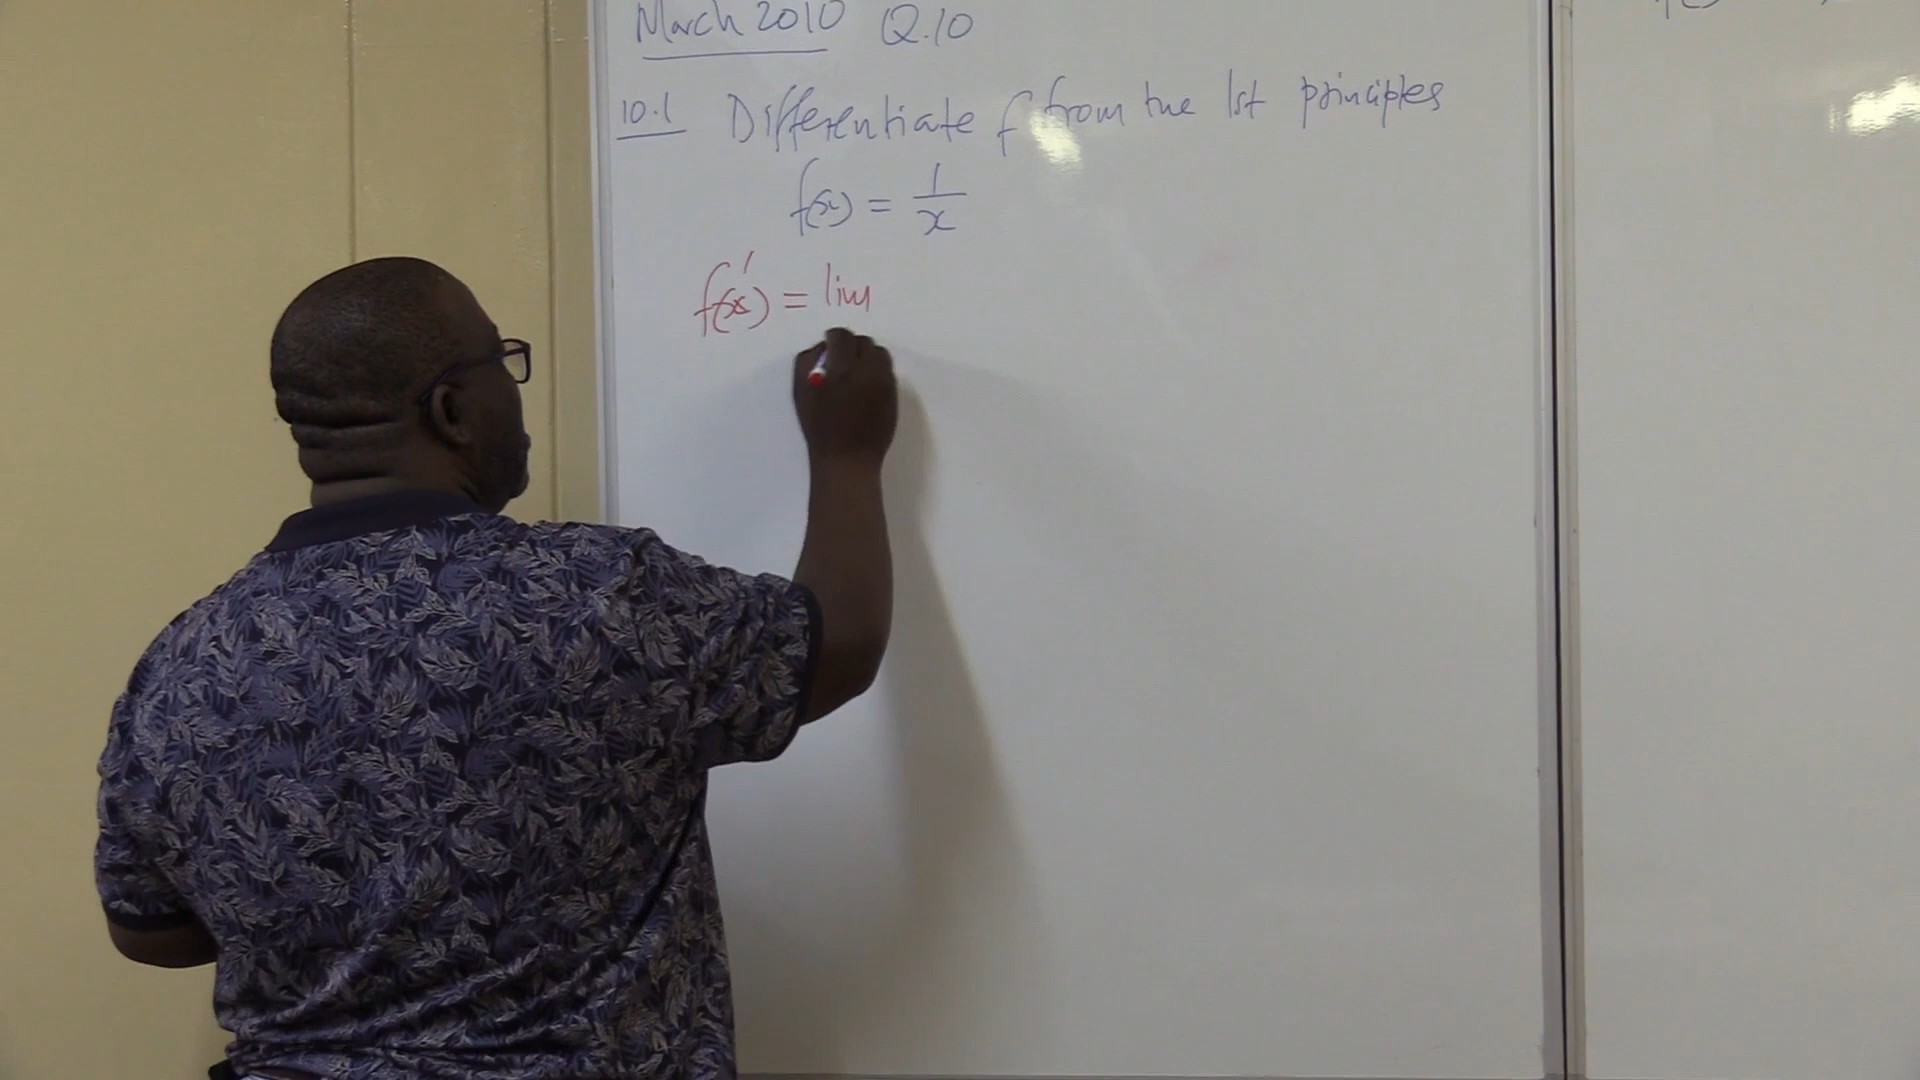 March 2010 Q.10
10.1 Differentiate f from the 1st principles
f(x) = 1/x
f'(x) = lim